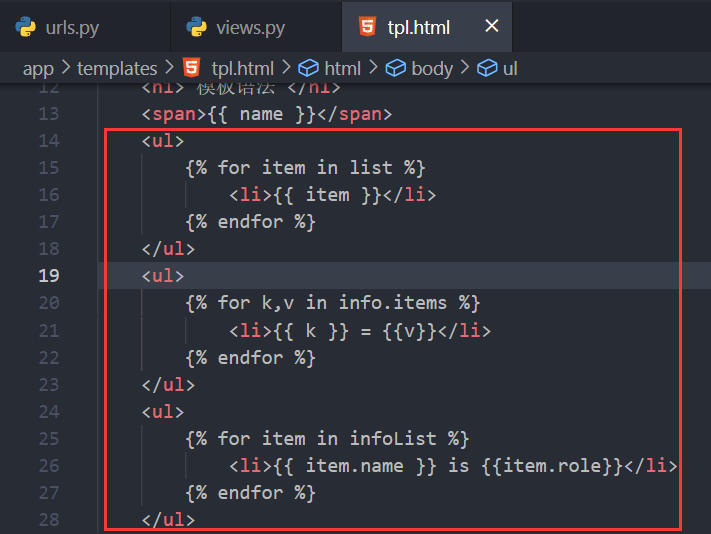 urls.py views.py tpl.html ×
app > templates > tpl.html > html > body > ul
12 <h1> 模板语法 </h1>
13 <span>{{ name }}</span>
14 <ul>
15 {% for item in list %}
16 <li>{{ item }}</li>
17 {% endfor %}
18 </ul>
19 <ul>
20 {% for k,v in info.items %}
21 <li>{{ k }} = {{v}}</li>
22 {% endfor %}
23 </ul>
24 <ul>
25 {% for item in infoList %}
26 <li>{{ item.name }} is {{item.role}}</li>
27 {% endfor %}
28 </ul>